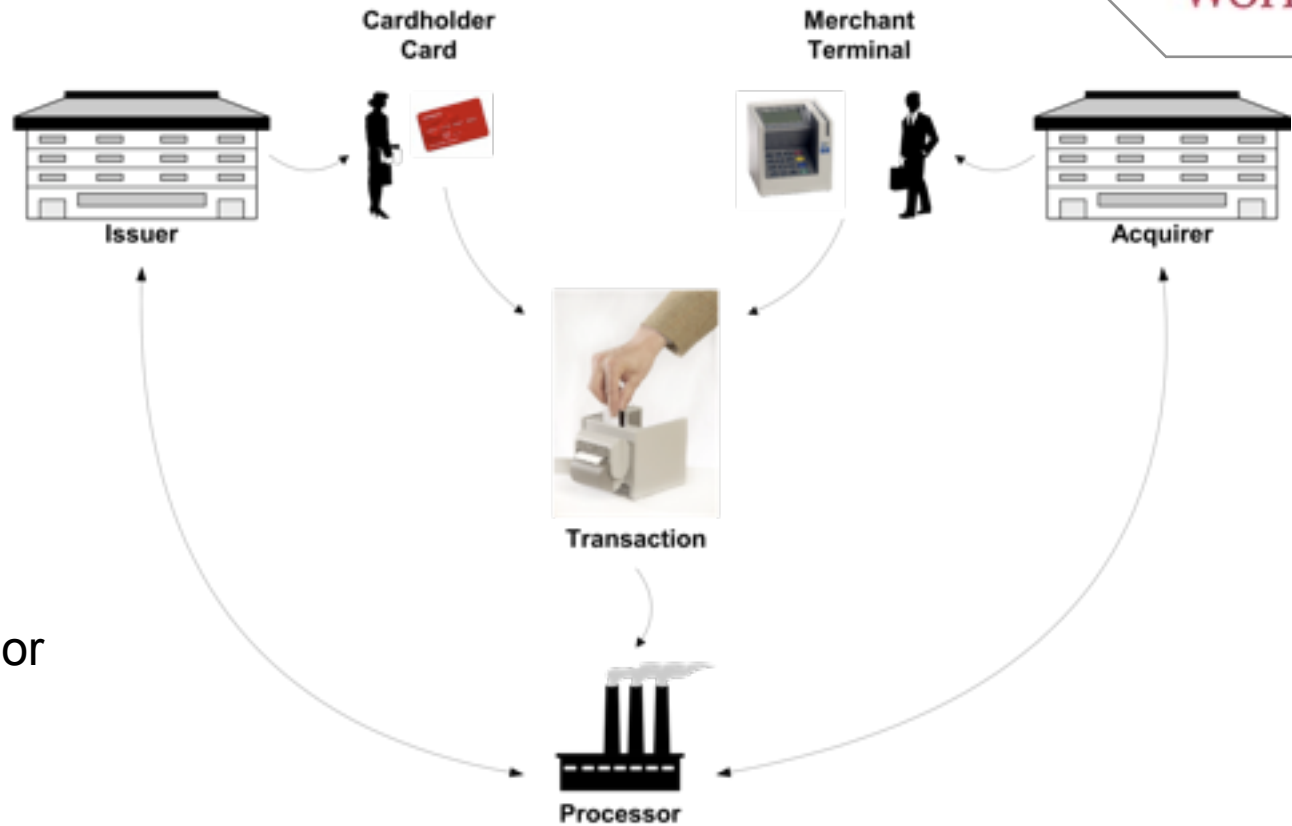 Cardholder
Card
Merchant
Terminal
Issuer
Acquirer
Transaction
or
Processor